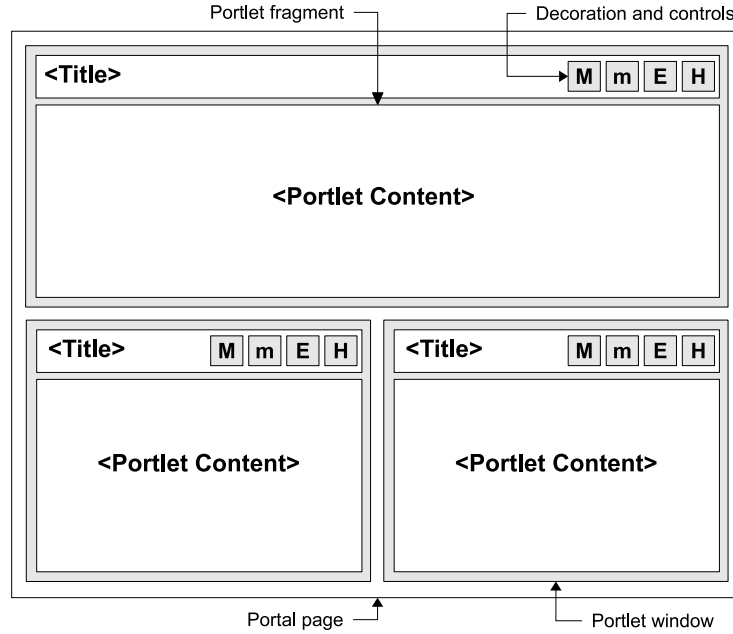 Portlet fragment
Decoration and controls
<Title>
M m E H
<Portlet Content>
<Title>
M m E H
<Title>
M m E H
<Portlet Content>
<Portlet Content>
Portal page
Portlet window